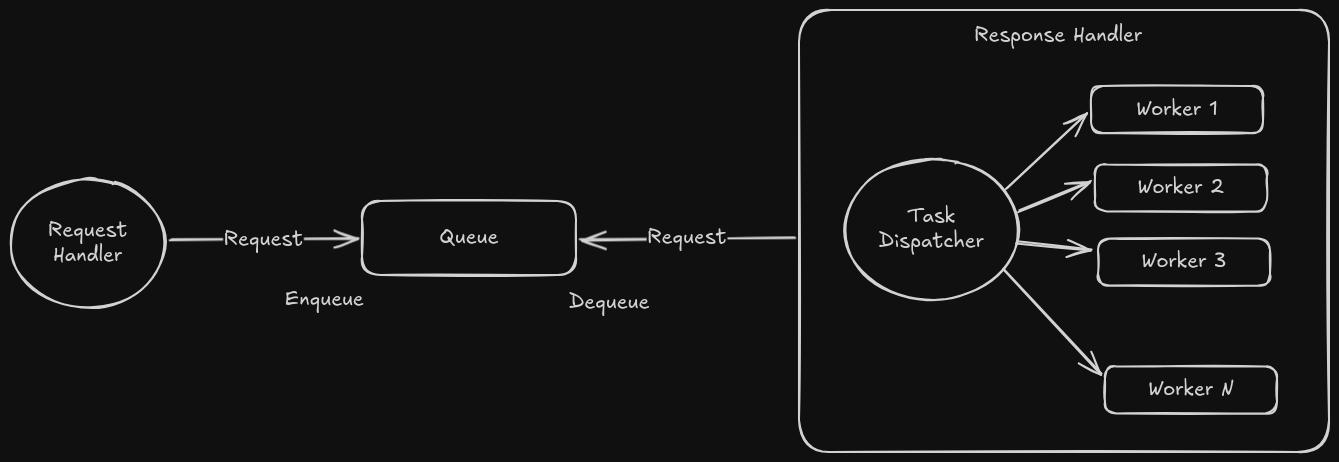 Response Handler
Worker 1
Worker 2
Task
Dispatcher
Request
Handler
Request
Queue
Request
Worker 3
Enqueue
Dequeue
Worker N